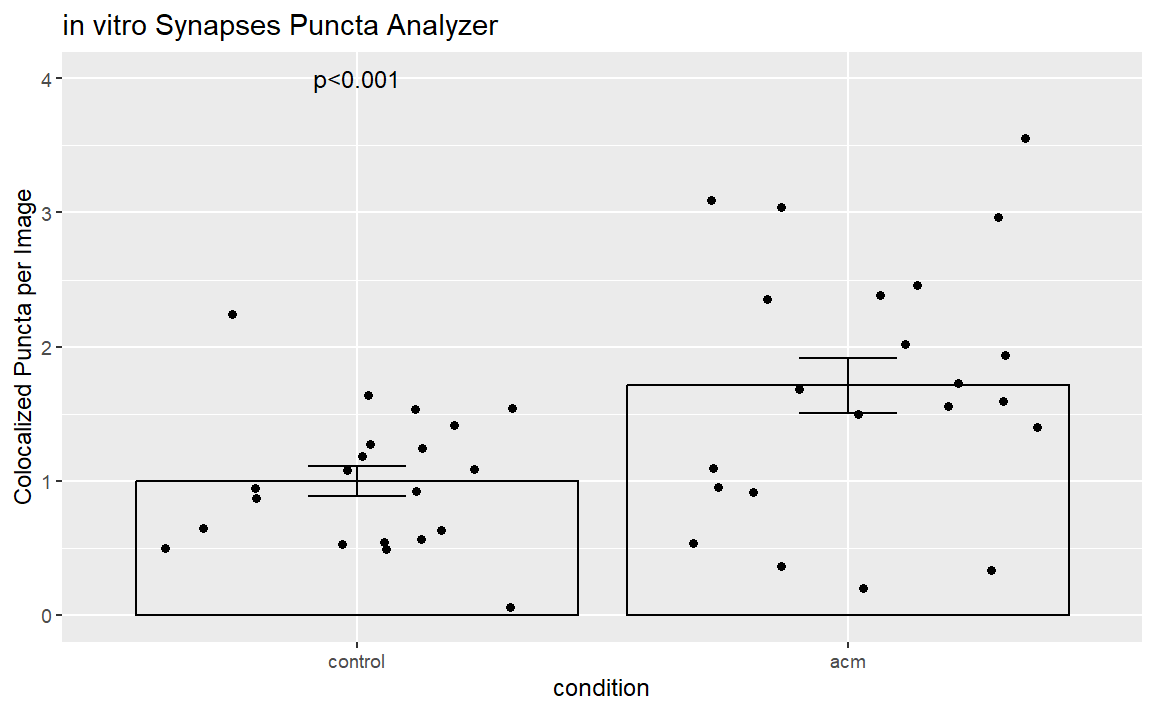 in vitro Synapses Puncta Analyzer
p<0.001
Colocalized Puncta per Image
4
3
2
1
0
control
acm
condition